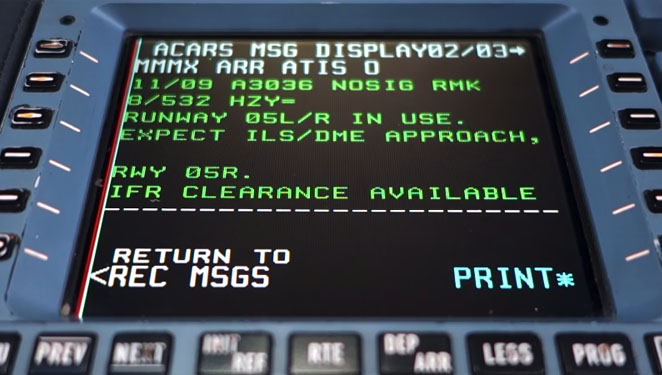 ACARS MSG DISPLAY02/03→
MMMX ARR ATIS O
11/09 A3036 NOSIG RMK
8/532 HZY=
RUNWAY 05L/R IN USE.
EXPECT ILS/DME APPROACH,
RWY 05R.
IFR CLEARANCE AVAILABLE
RETURN TO
<REC MSGS PRINT*
PREV NEXT INIT REF RTE DEP ARR LEGS PROG